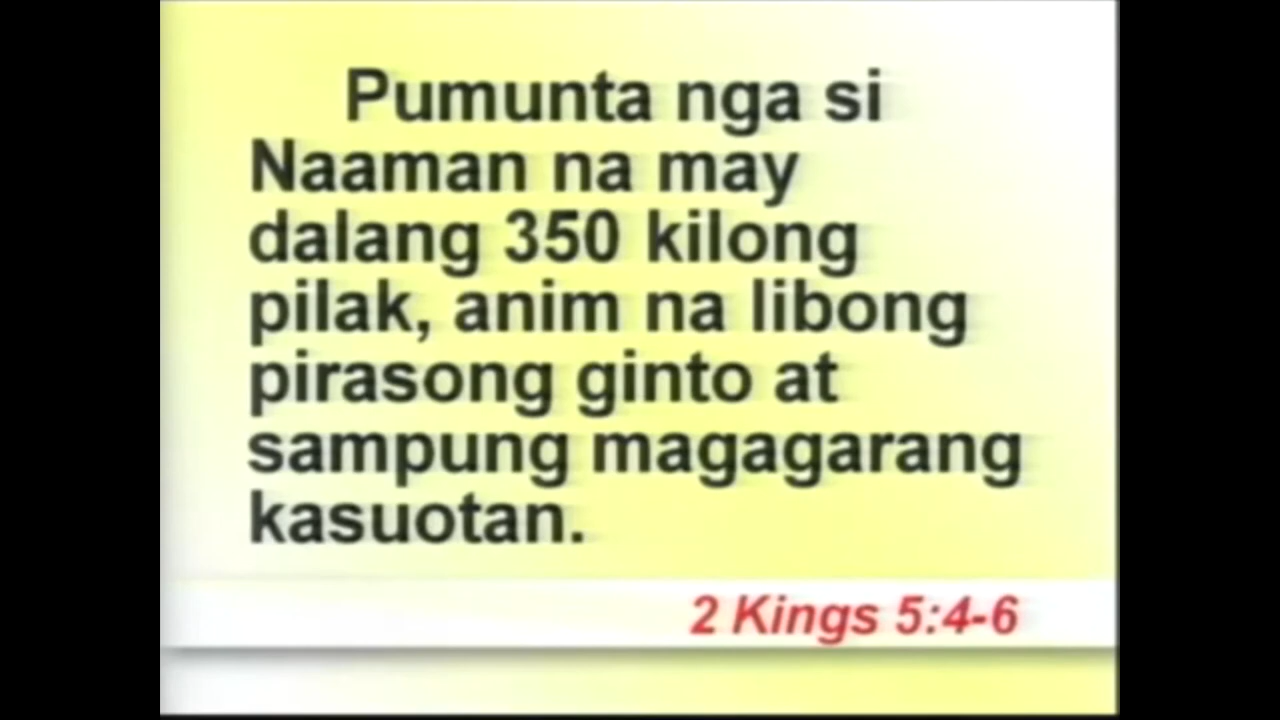 Pumunta nga si
Naaman na may
dalang 350 kilong
pilak, anim na libong
pirasong ginto at
sampung magagarang
kasuotan.
2 Kings 5:4-6